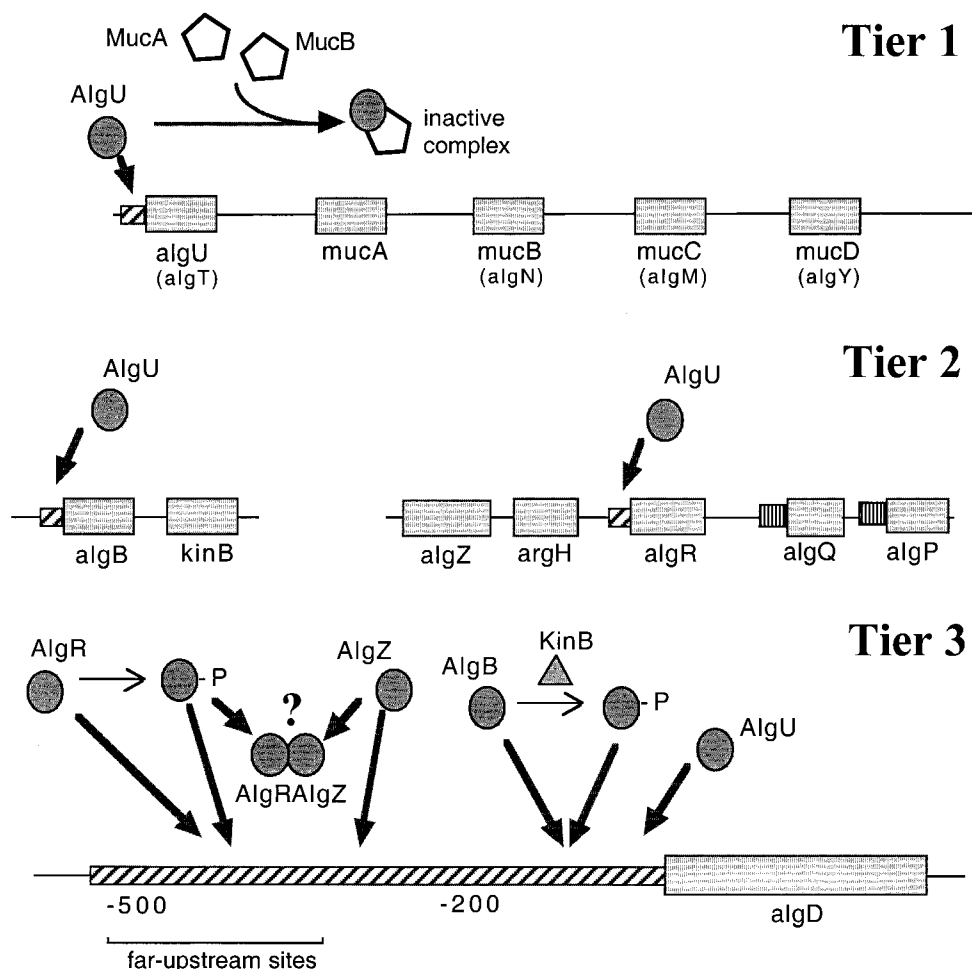 Tier 1
MucA
MucB
AlgU
inactive
complex
algU
(algT)
mucA
mucB
(algN)
mucC
(algM)
mucD
(algY)
Tier 2
AlgU
AlgU
algB
kinB
algZ
argH
algR
algQ
algP
Tier 3
AlgR
-P
?
AlgZ
AlgRAlgZ
AlgB
KinB
-P
AlgU
-500
-200
algD
far-upstream sites